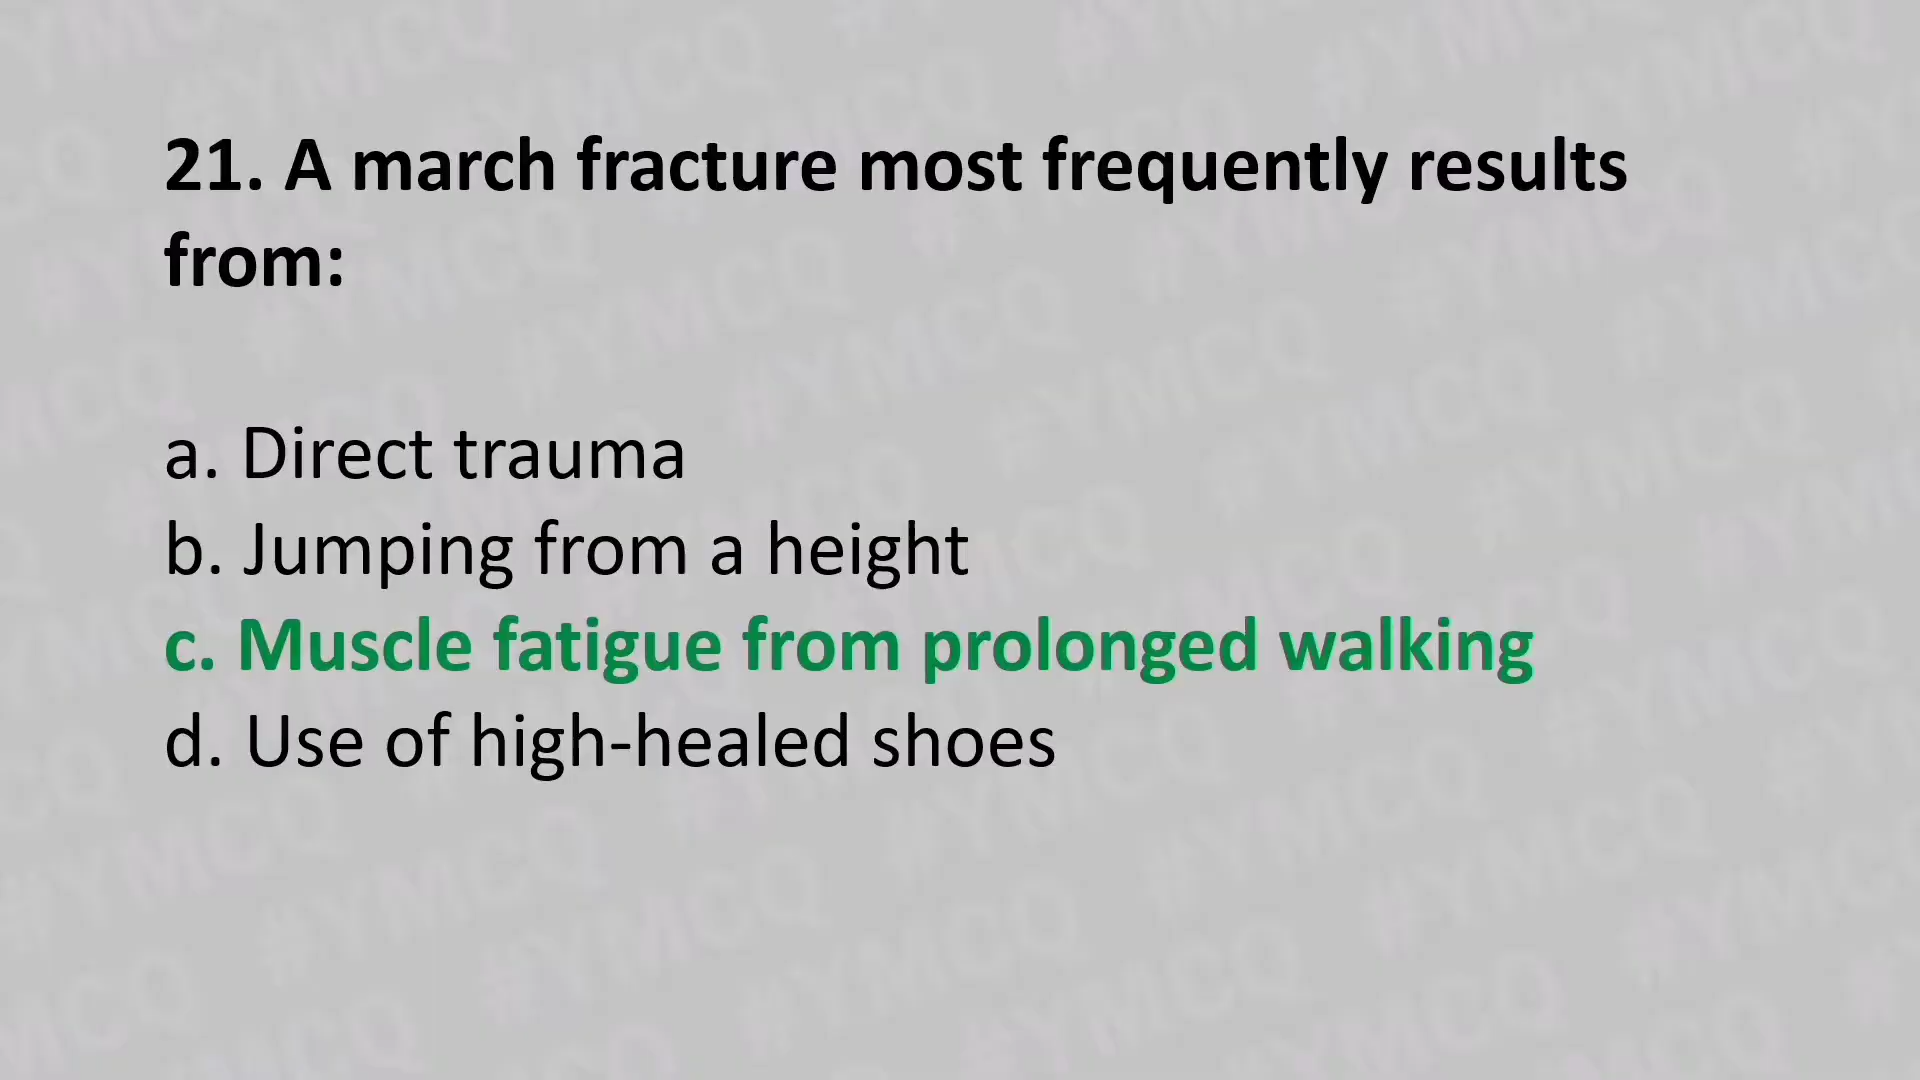 21. A march fracture most frequently results
from:
a. Direct trauma
b. Jumping from a height
c. Muscle fatigue from prolonged walking
d. Use of high-healed shoes
#YMCQ